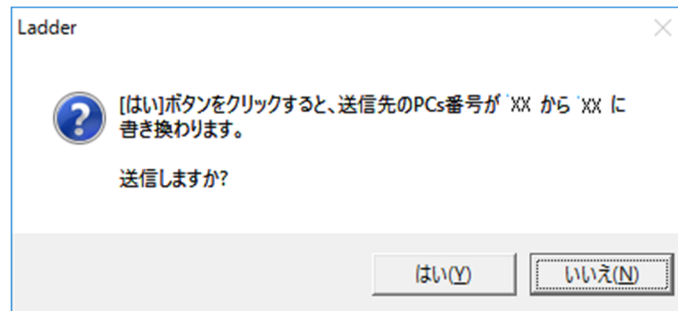 Ladder
[はい]ボタンをクリックすると、送信先のPCs番号が 'XX から 'XX に
書き換わります。
送信しますか?
はい(Y)
いいえ(N)